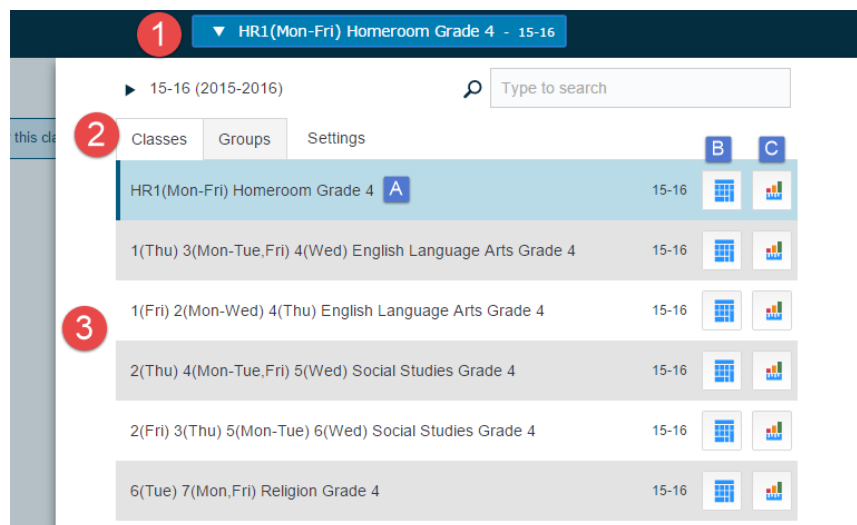 1 ▼ HR1(Mon-Fri) Homeroom Grade 4 - 15-16
▶ 15-16 (2015-2016) Type to search
this cla 2 Classes Groups Settings B C
HR1(Mon-Fri) Homeroom Grade 4 A 15-16
1(Thu) 3(Mon-Tue,Fri) 4(Wed) English Language Arts Grade 4 15-16
3 1(Fri) 2(Mon-Wed) 4(Thu) English Language Arts Grade 4 15-16
2(Thu) 4(Mon-Tue,Fri) 5(Wed) Social Studies Grade 4 15-16
2(Fri) 3(Thu) 5(Mon-Tue) 6(Wed) Social Studies Grade 4 15-16
6(Tue) 7(Mon,Fri) Religion Grade 4 15-16